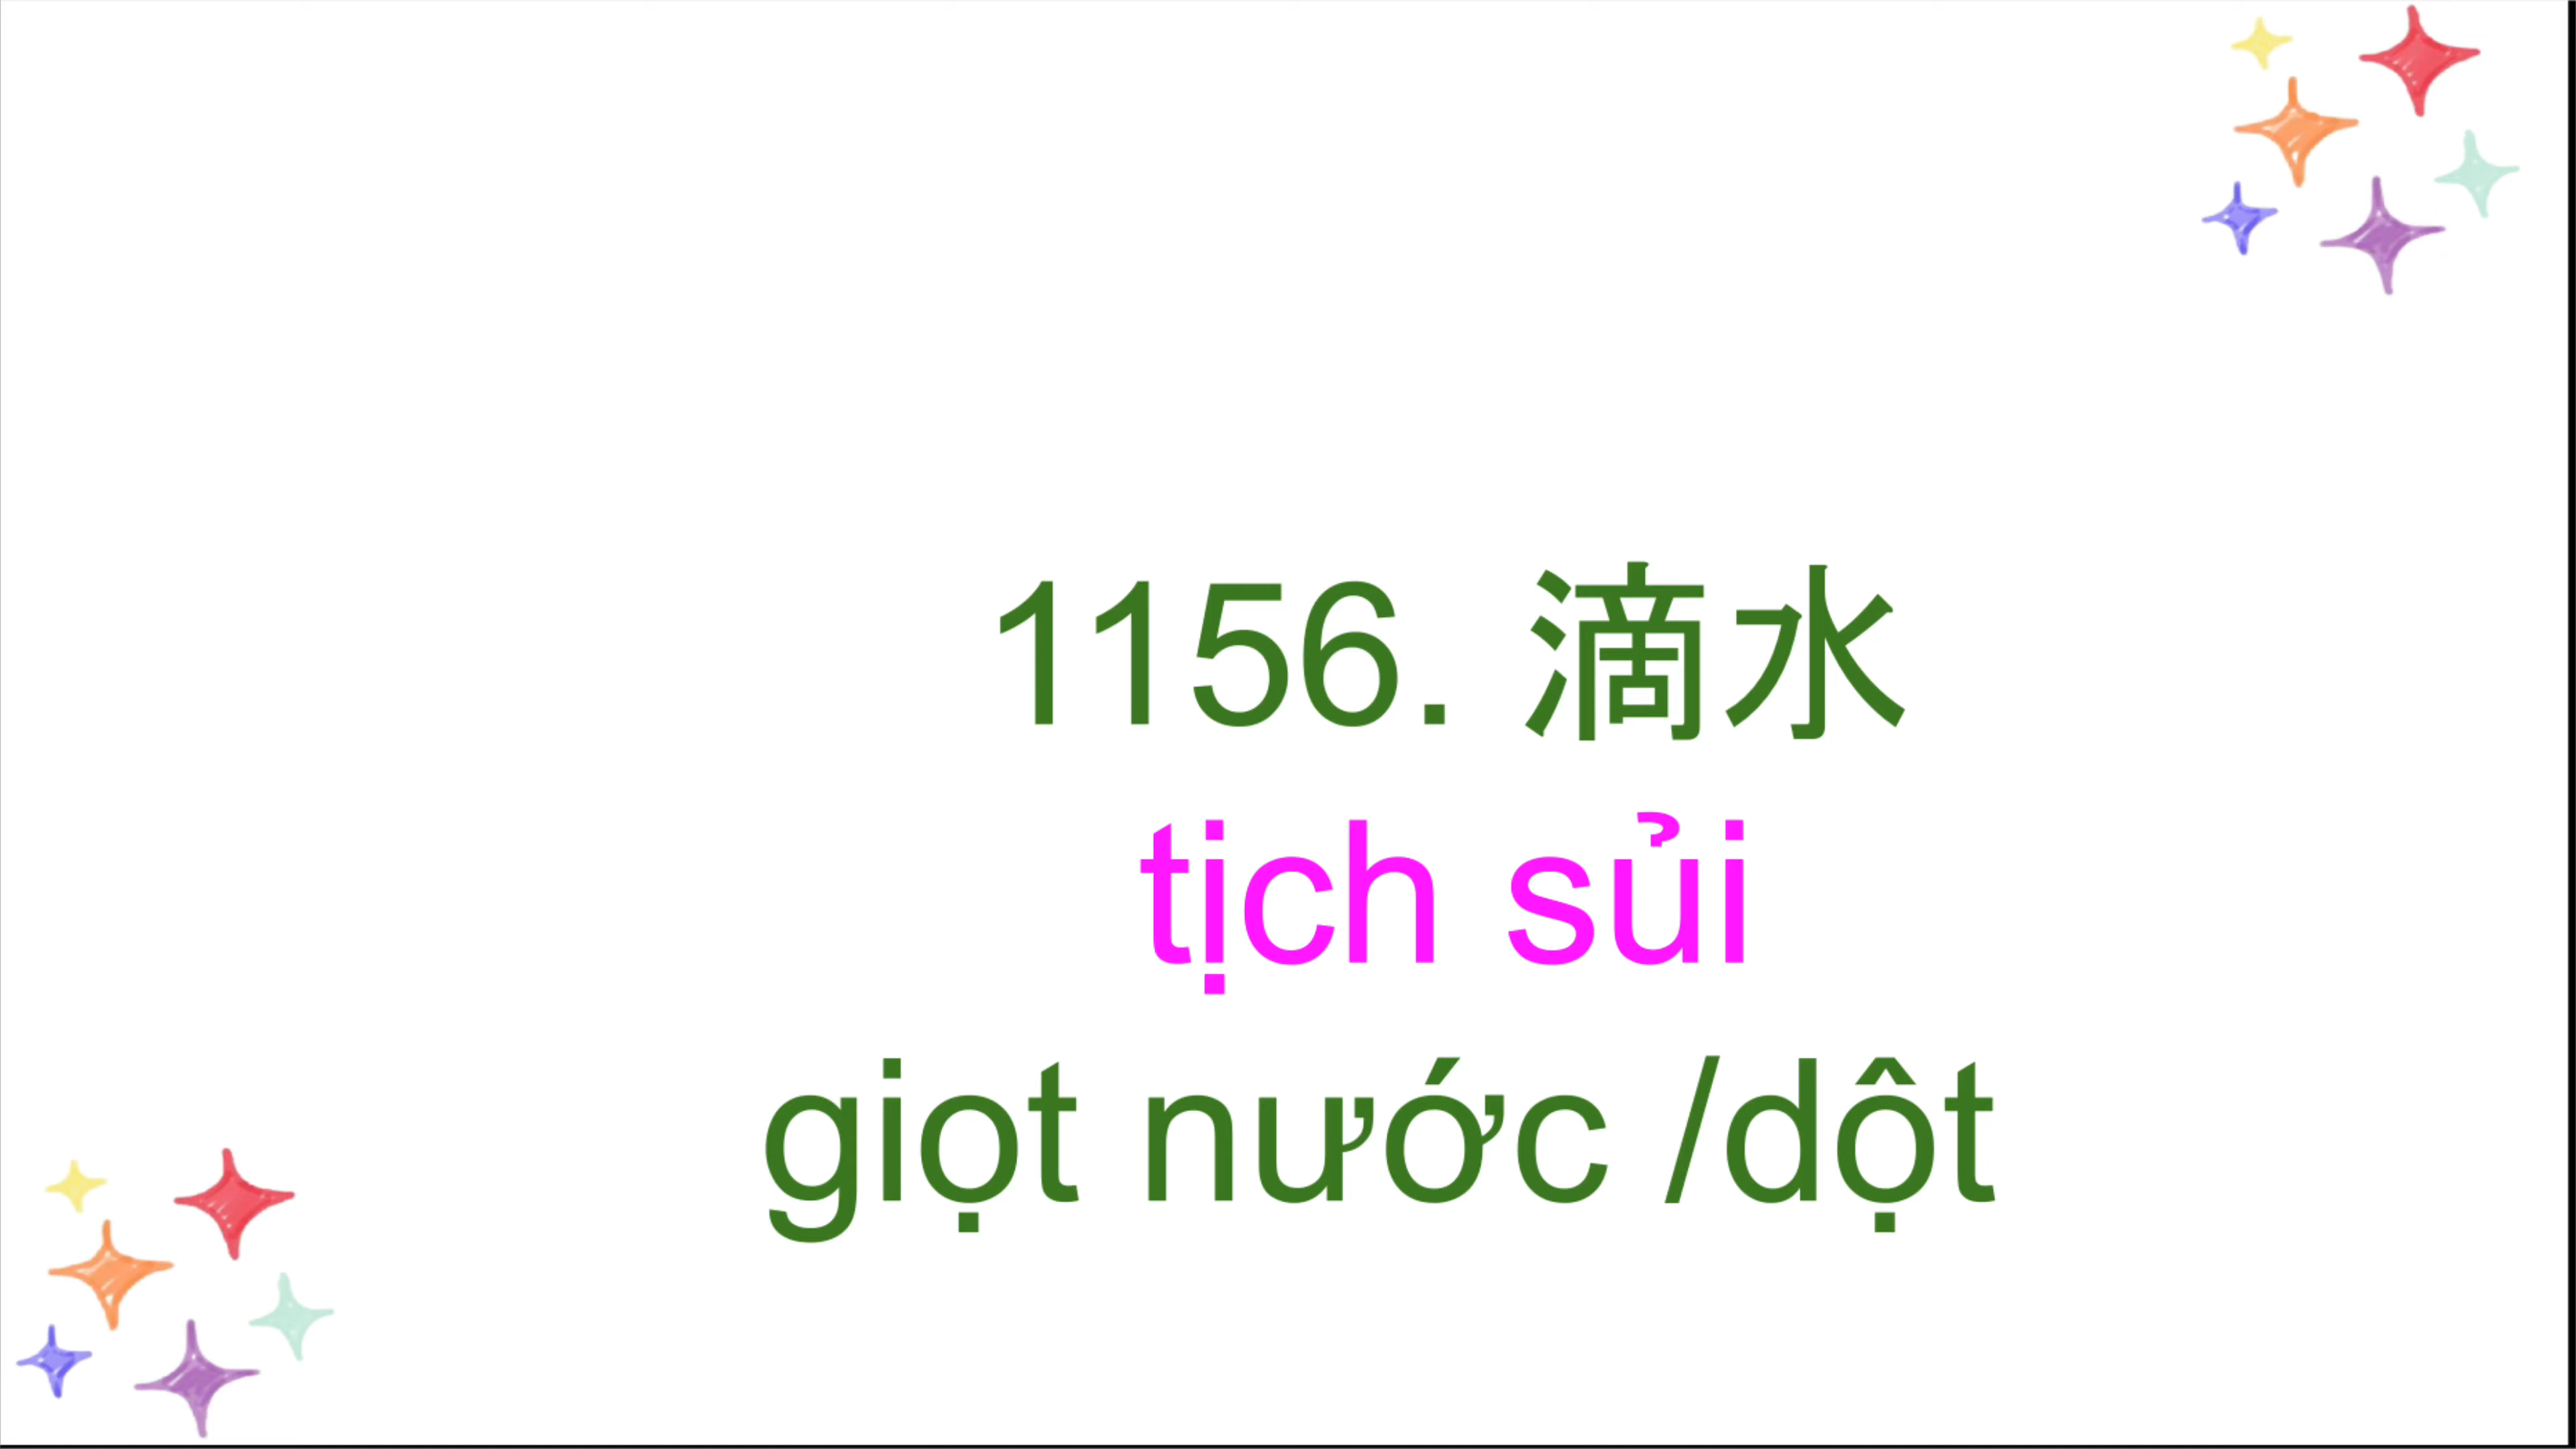 1156. 滴水
tịch sủi
giọt nước /dột